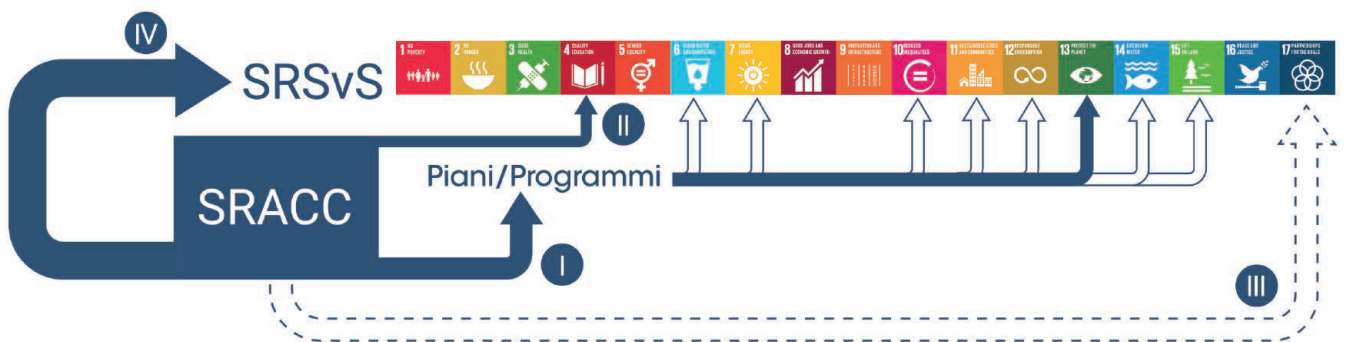 IV
SRSvS
1 NO POVERTY
2 NO HUNGER
3 GOOD HEALTH
4 QUALITY EDUCATION
5 GENDER EQUALITY
6 CLEAN WATER AND SANITATION
7 CLEAN ENERGY
8 GOOD JOBS AND ECONOMIC GROWTH
9 INNOVATION AND INFRASTRUCTURE
10 REDUCED INEQUALITIES
11 SUSTAINABLE CITIES AND COMMUNITIES
12 RESPONSIBLE CONSUMPTION
13 PROTECT THE PLANET
14 LIFE BELOW WATER
15 LIFE ON LAND
16 PEACE AND JUSTICE
17 PARTNERSHIPS FOR THE GOALS
II
Piani/Programmi
SRACC
I
III